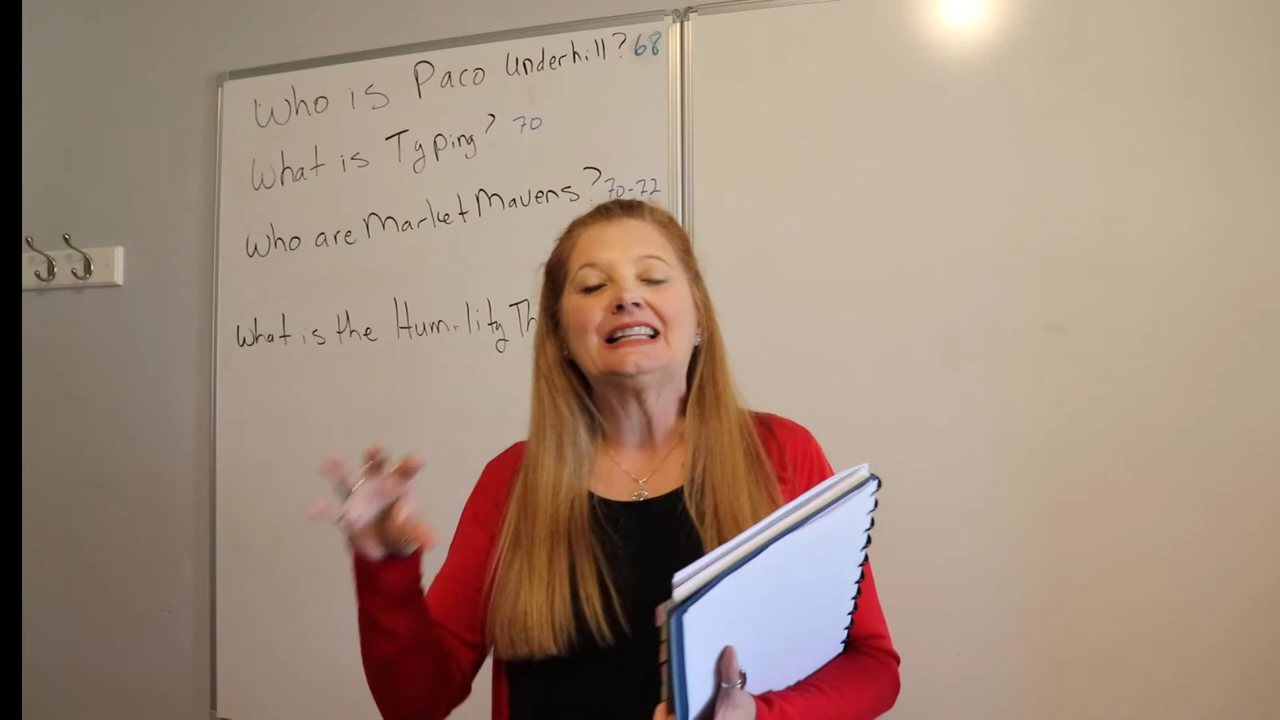 Who is Paco Underhill? 68
What is Typing? 70
Who are Market Mavens? 70-72
What is the Humility Th